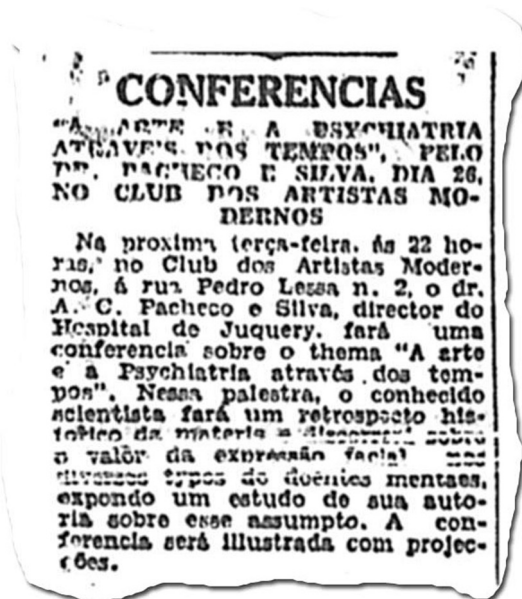 CONFERENCIAS
"A ARTE E A PSYCHIATRIA
ATRAVE'S DOS TEMPOS", PELO
DR. PACHECO E SILVA, DIA 26,
NO CLUB DOS ARTISTAS MO-
DERNOS
Na proxima terça-feira, ás 22 ho-
ras, no Club dos Artistas Moder-
nos, á rua Pedro Lessa n. 2, o dr.
A. C. Pacheco e Silva, director do
Hospital de Juquery, fará uma
conferencia sobre o thema "A arte
e a Psychiatria através dos tem-
pos". Nessa palestra, o conhecido
scientista fará um retrospecto his-
torico da materia e sobre
o valôr da expressão facial nos
diversos typos de doentes mentaes,
expondo um estudo de sua auto-
ria sobre esse assumpto. A con-
ferencia será illustrada com projec-
ções.